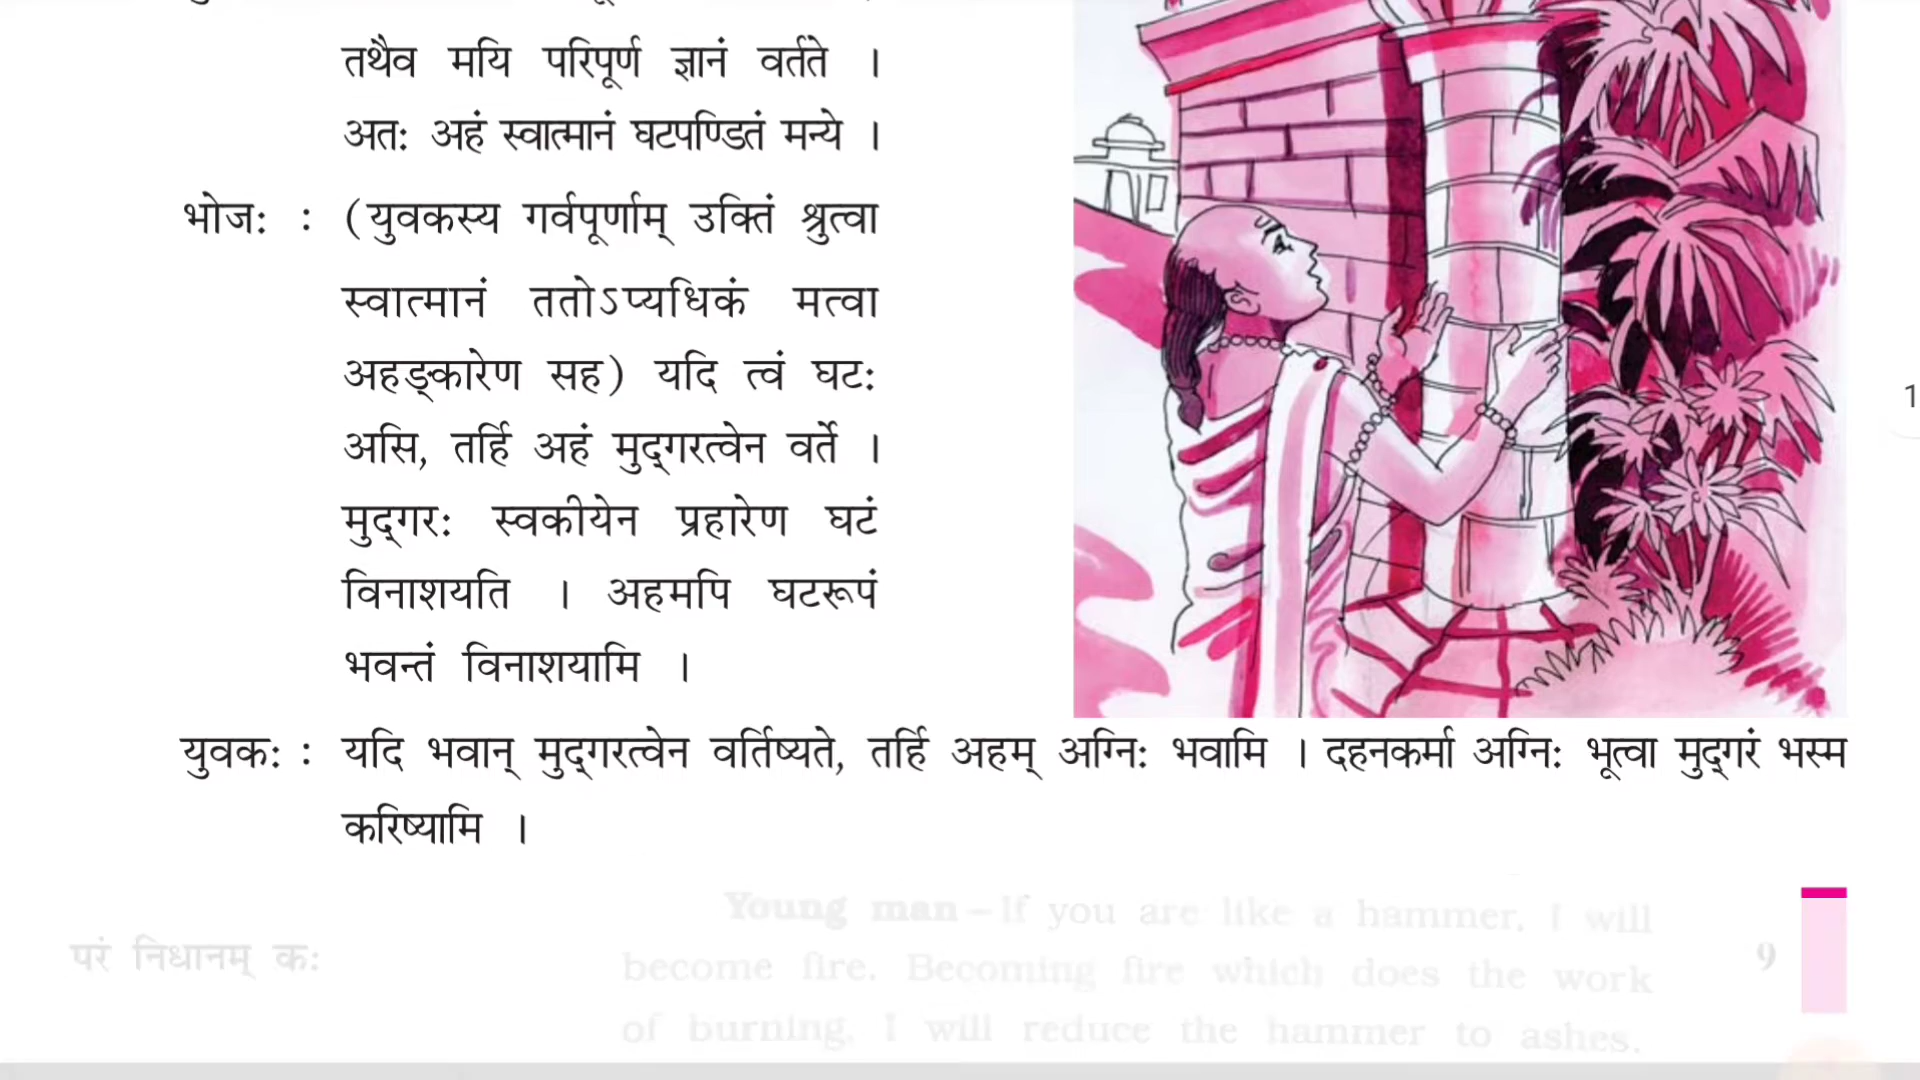 तथैव मयि परिपूर्ण ज्ञानं वर्तते ।
अतः अहं स्वात्मानं घटपण्डितं मन्ये ।
भोजः : (युवकस्य गर्वपूर्णाम् उक्तिं श्रुत्वा
स्वात्मानं ततोऽप्यधिकं मत्वा
अहङ्कारेण सह) यदि त्वं घटः
असि, तर्हि अहं मुद्गरत्वेन वर्ते ।
मुद्गरः स्वकीयेन प्रहारेण घटं
विनाशयति । अहमपि घटरूपं
भवन्तं विनाशयामि ।
युवकः : यदि भवान् मुद्गरत्वेन वर्तिष्यते, तर्हि अहम् अग्निः भवामि । दहनकर्मा अग्निः भूत्वा मुद्गरं भस्म
करिष्यामि ।
Young man – If you are like a hammer, I will
become fire. Becoming fire which does the work
of burning, I will reduce the hammer to ashes.
परं निधानम् कः
9
1